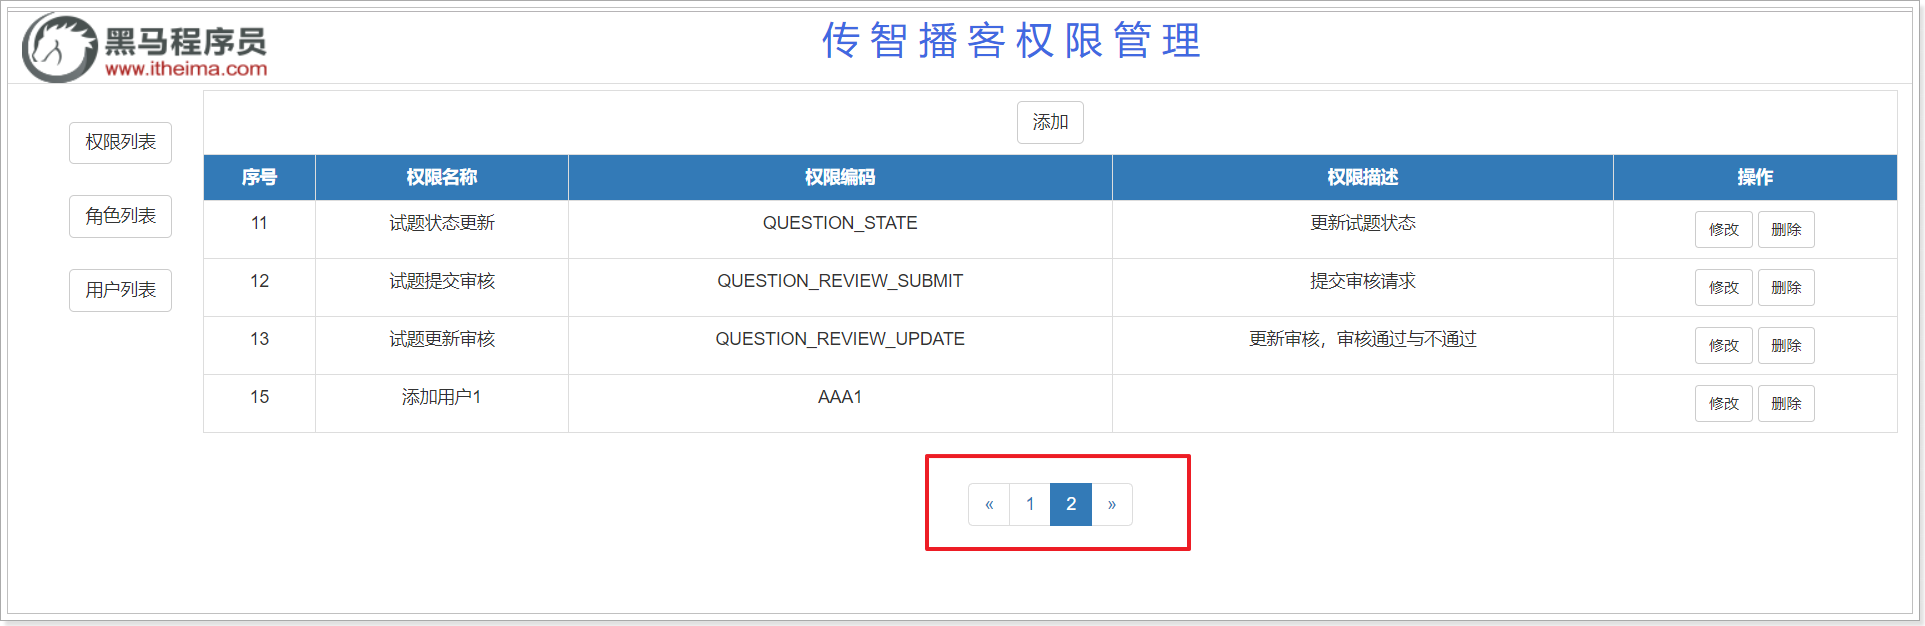 黑马程序员
www.itheima.com
传智播客权限管理
权限列表
角色列表
用户列表
添加
序号 权限名称 权限编码 权限描述 操作
11 试题状态更新 QUESTION_STATE 更新试题状态 修改 删除
12 试题提交审核 QUESTION_REVIEW_SUBMIT 提交审核请求 修改 删除
13 试题更新审核 QUESTION_REVIEW_UPDATE 更新审核，审核通过与不通过 修改 删除
15 添加用户1 AAA1 修改 删除
« 1 2 »